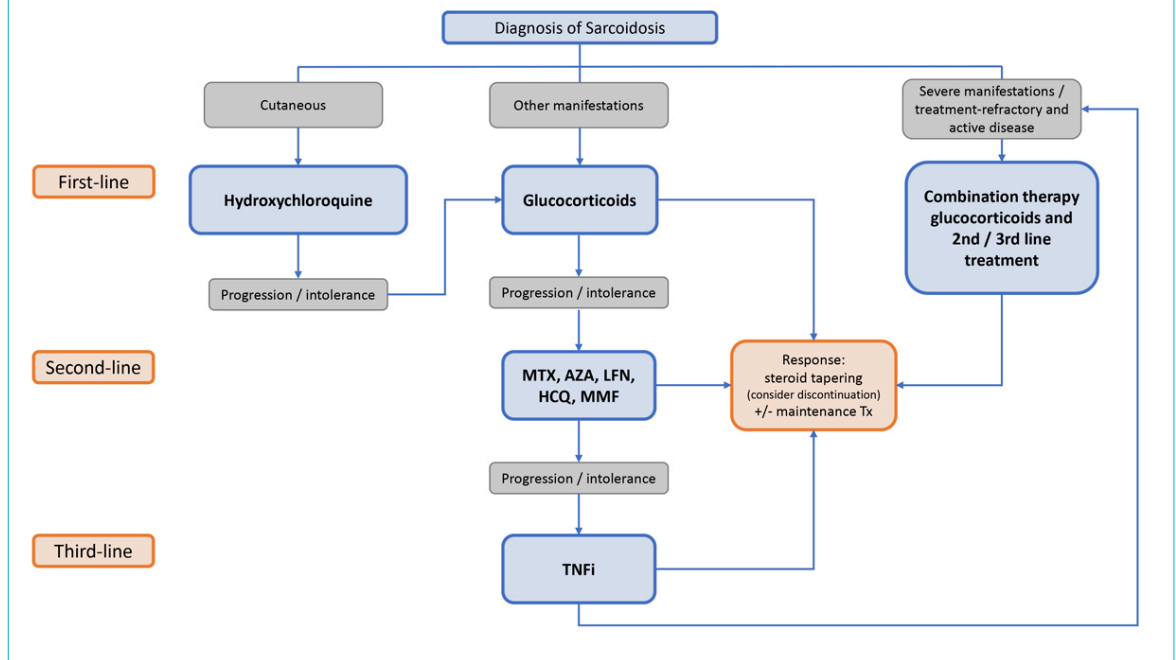 Diagnosis of Sarcoidosis
Cutaneous
Other manifestations
Severe manifestations /
treatment-refractory and
active disease
First-line
Hydroxychloroquine
Glucocorticoids
Combination therapy
glucocorticoids and
2nd / 3rd line
treatment
Progression / intolerance
Progression / intolerance
Second-line
MTX, AZA, LFN,
HCQ, MMF
Response:
steroid tapering
(consider discontinuation)
+/- maintenance Tx
Progression / intolerance
Third-line
TNFi